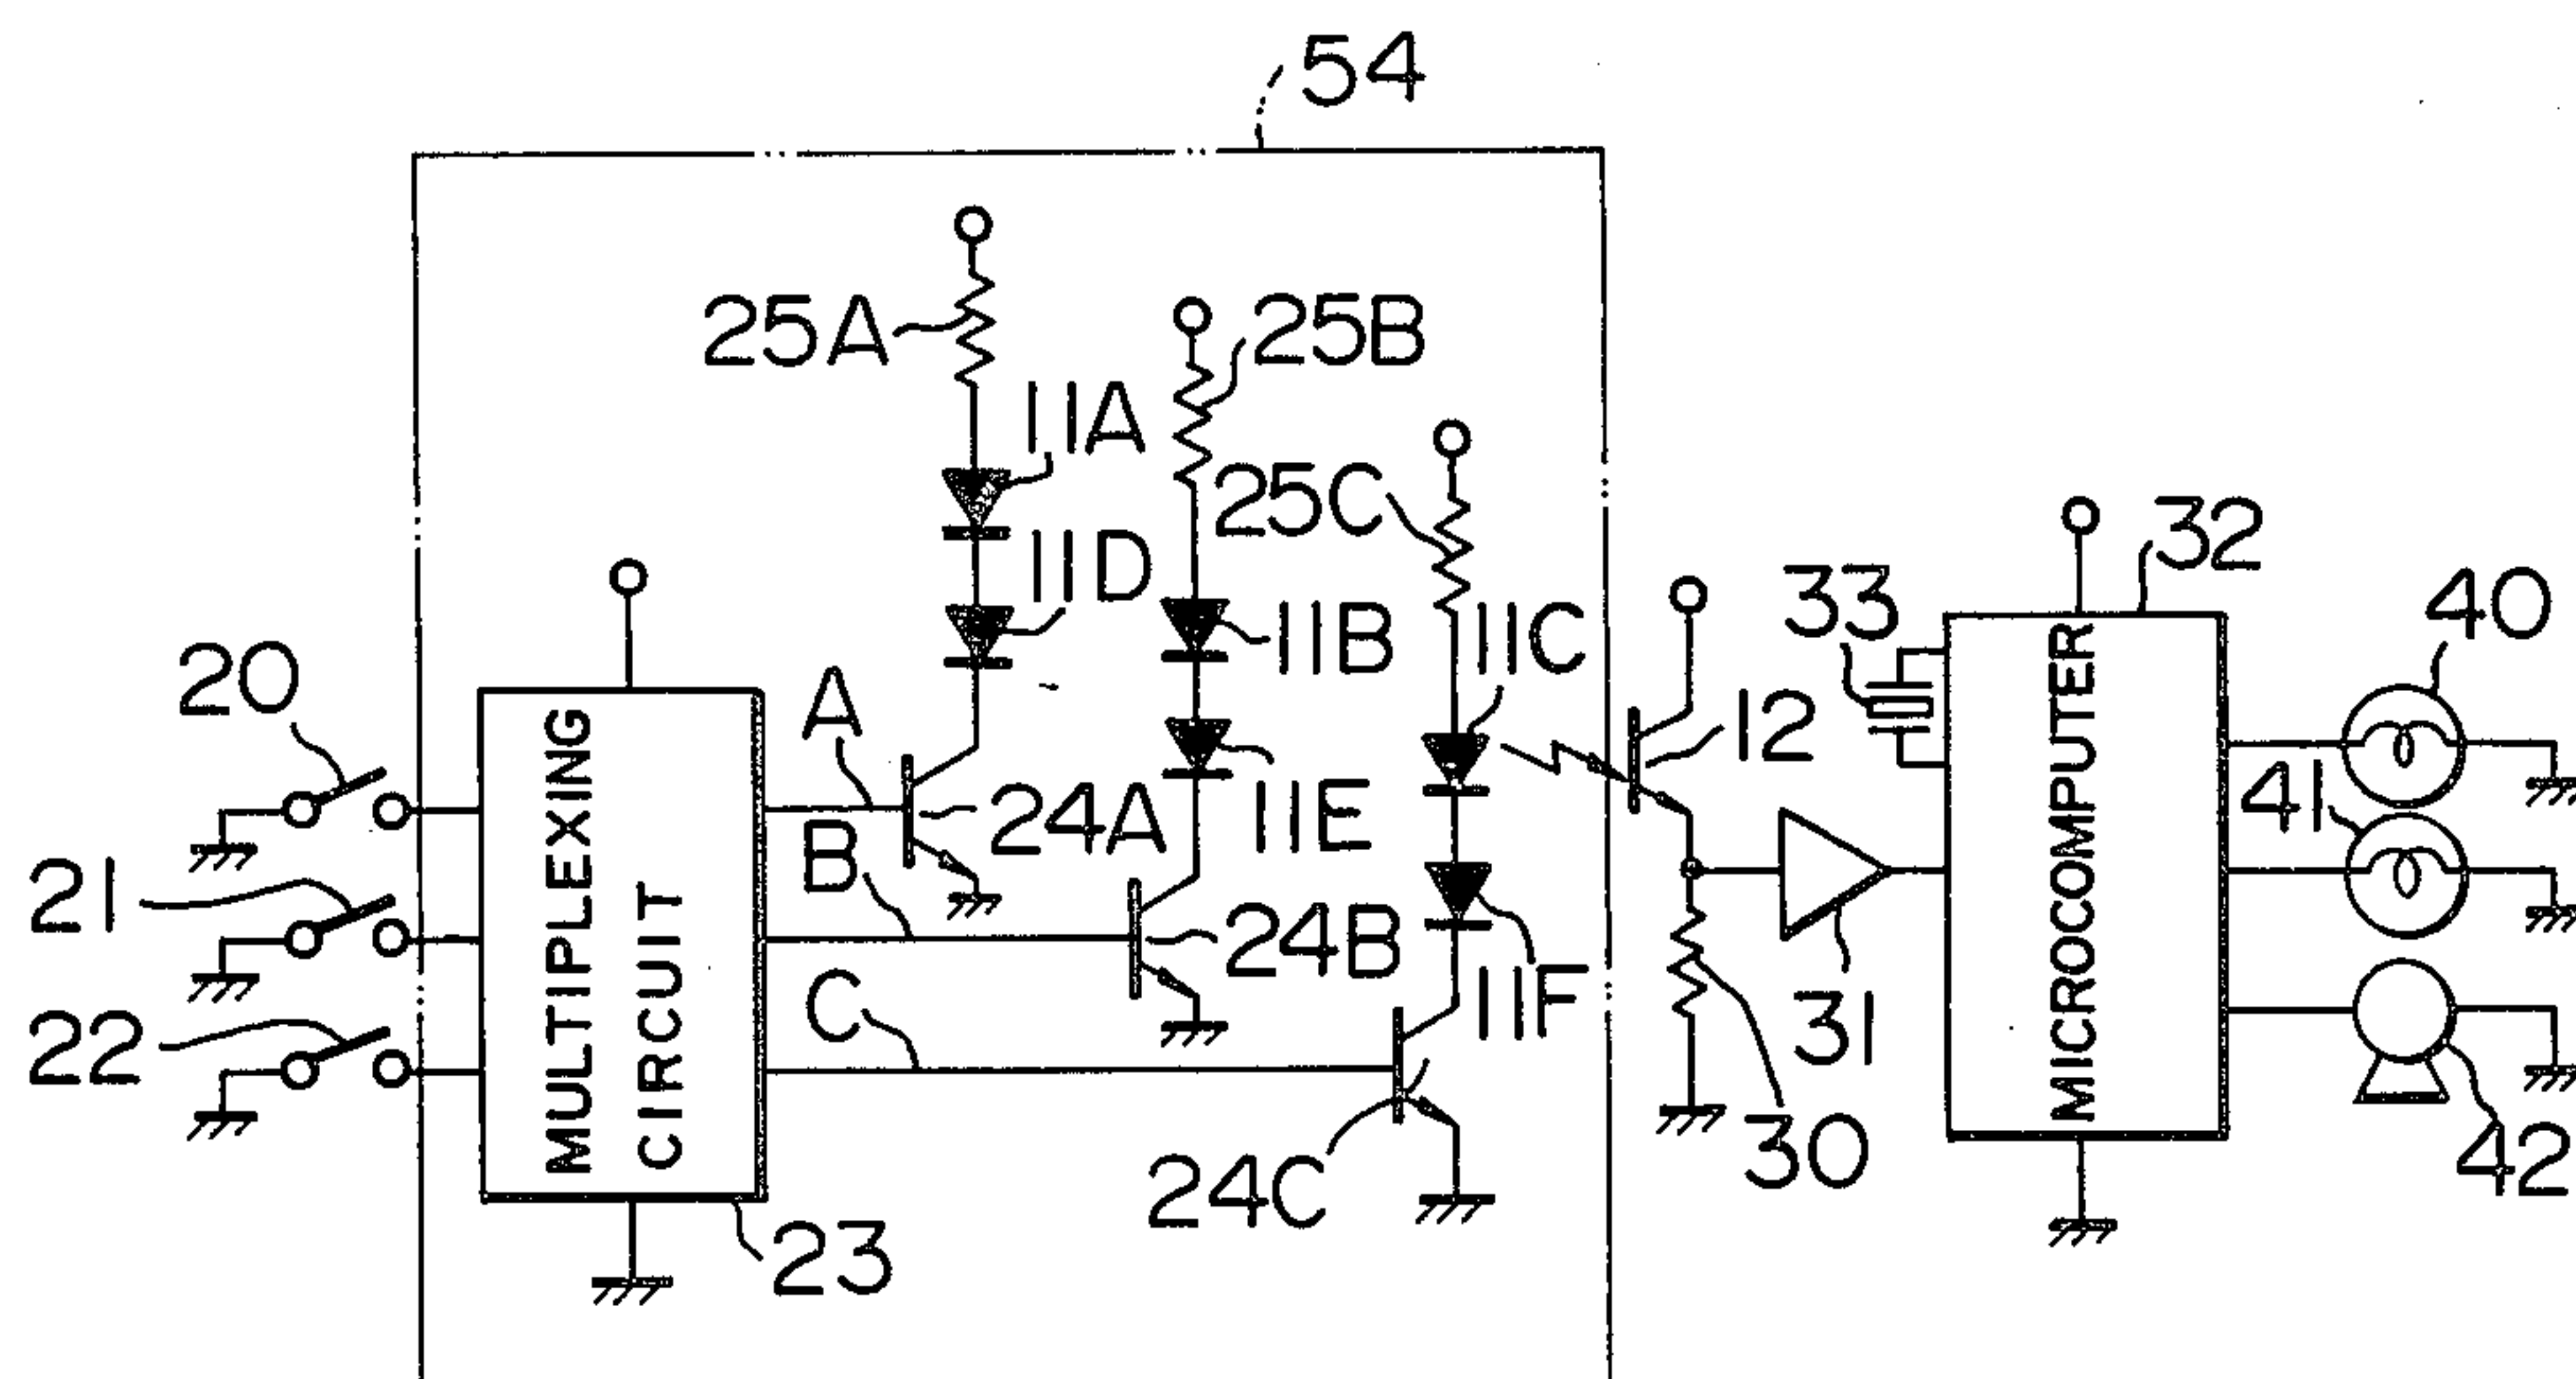 54
25A
25B
11A
25C
11D
32
33
11B
11C
40
20
A
12
41
MULTIPLEXING
CIRCUIT
MICROCOMPUTER
24A
11E
21
B
24B
22
C
11F
31
30
24C
42
23